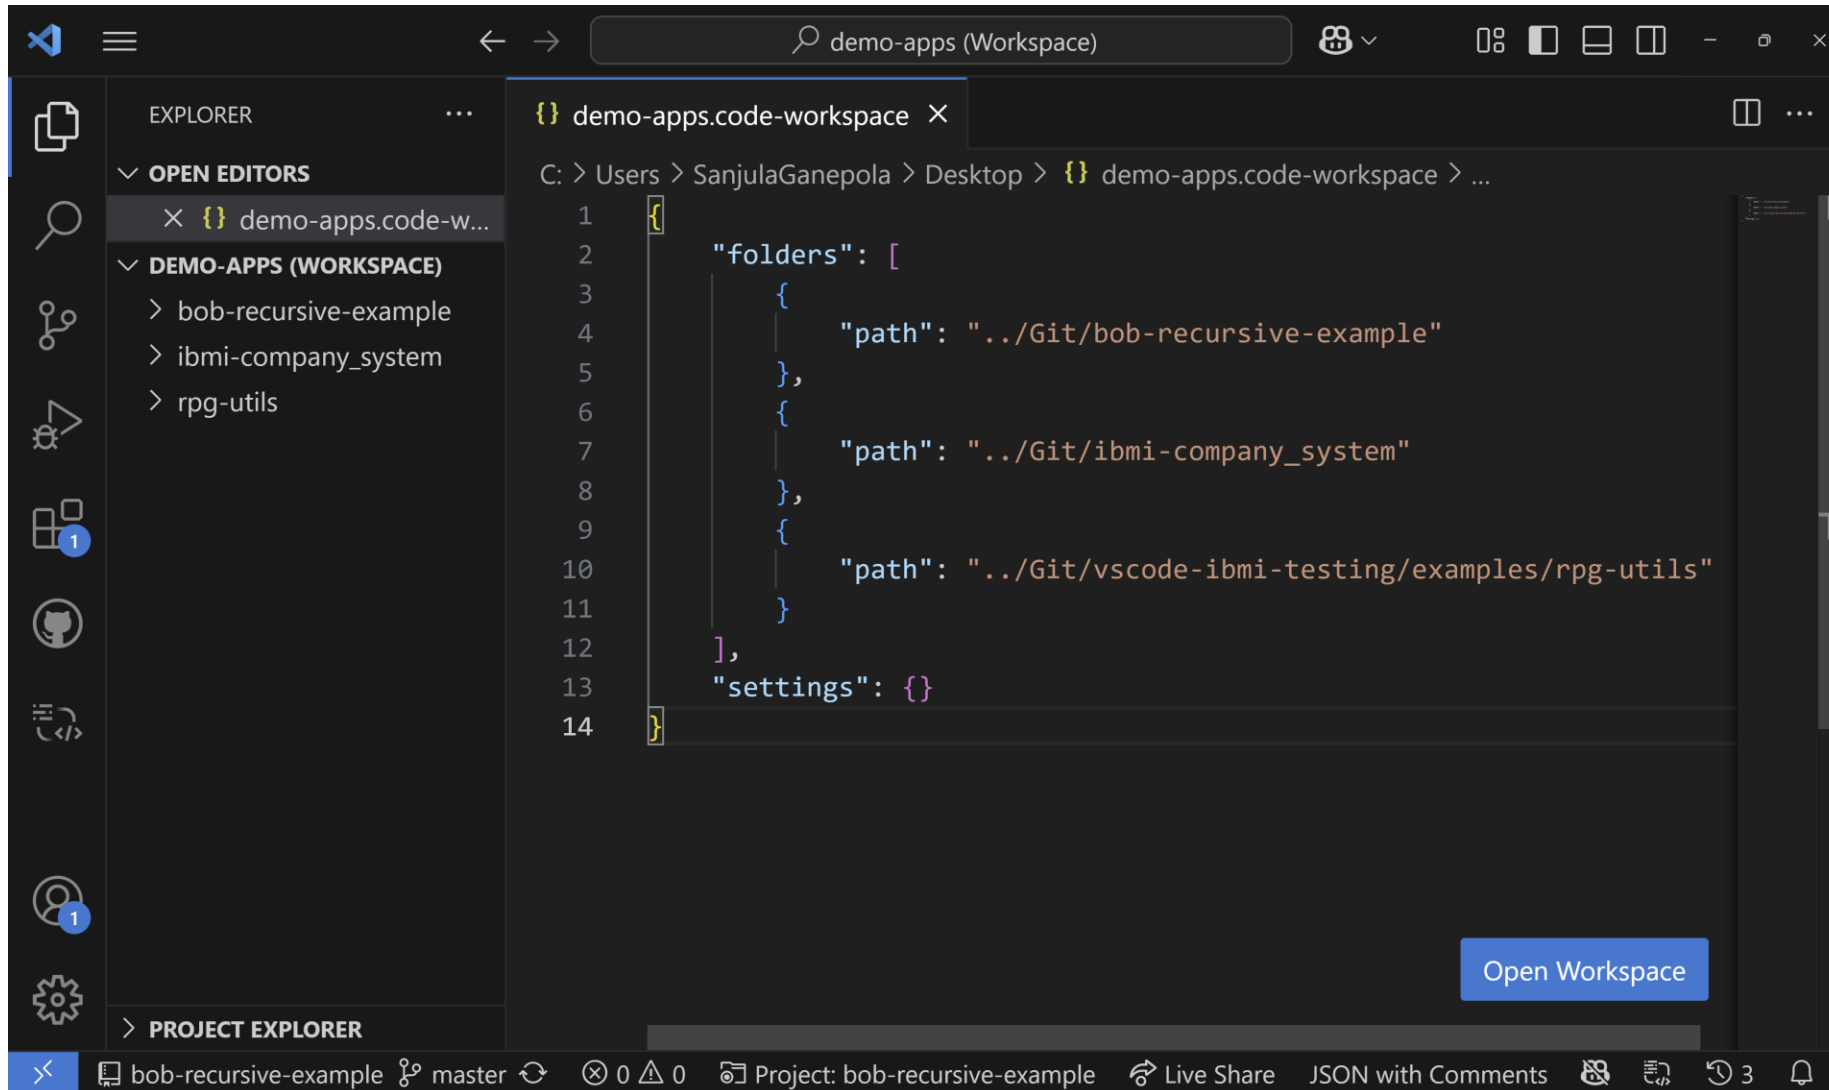 demo-apps (Workspace)
EXPLORER
OPEN EDITORS
{} demo-apps.code-w...
DEMO-APPS (WORKSPACE)
bob-recursive-example
ibmi-company_system
rpg-utils
1
1
PROJECT EXPLORER
{} demo-apps.code-workspace
C: > Users > SanjulaGanepola > Desktop > {} demo-apps.code-workspace > ...
1 {
2 "folders": [
3 {
4 "path": "../Git/bob-recursive-example"
5 },
6 {
7 "path": "../Git/ibmi-company_system"
8 },
9 {
10 "path": "../Git/vscode-ibmi-testing/examples/rpg-utils"
11 }
12 ],
13 "settings": {}
14 }
Open Workspace
bob-recursive-example master 0 0 Project: bob-recursive-example Live Share JSON with Comments 3